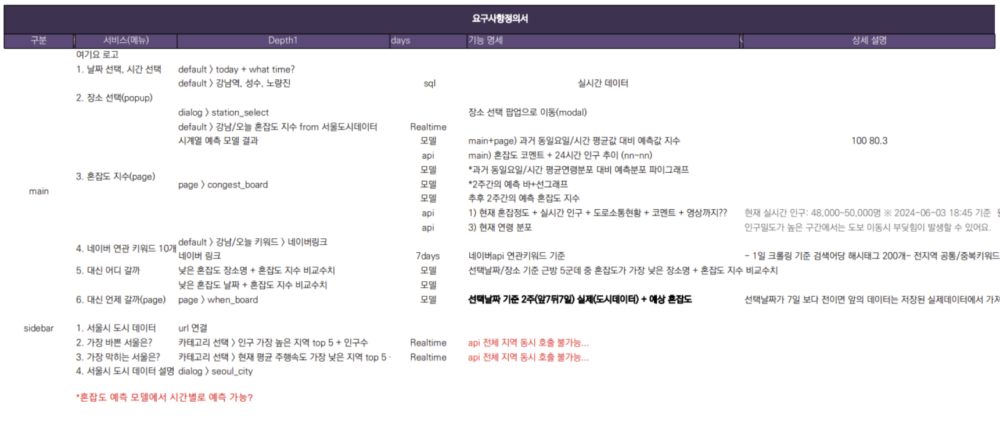 요구사항정의서
구분 서비스(메뉴) Depth1 days 기능 명세 상세 설명
여기요 로고
1. 날짜 선택, 시간 선택 default > today + what time?
default > 강남역, 성수, 노량진 sql 실시간 데이터
2. 장소 선택(popup)
dialog > station_select 장소 선택 팝업으로 이동(modal)
default > 강남/오늘 혼잡도 지수 from 서울도시데이터 Realtime
시계열 예측 모델 결과 모델 main+page) 과거 동일요일/시간 평균값 대비 예측값 지수 100 80.3
api main) 혼잡도 코멘트 + 24시간 인구 추이 (nn~nn)
모델 *과거 동일요일/시간 평균연령분포 대비 예측분포 파이그래프
3. 혼잡도 지수(page)
page > congest_board 모델 *2주간의 예측 바+선그래프
main
모델 추후 2주간의 예측 혼잡도 지수
api 1) 현재 혼잡정도 + 실시간 인구 + 도로소통현황 + 코멘트 + 영상까지?? 현재 실시간 인구: 48,000~50,000명 ※ 2024-06-03 18:45 기준
api 3) 현재 연령 분포 인구밀도가 높은 구간에서는 도보 이동시 부딪힘이 발생할 수 있어요.
default > 강남/오늘 키워드 > 네이버링크
4. 네이버 연관 키워드 10개
네이버 링크 7days 네이버api 연관키워드 기준 - 1일 크롤링 기준 검색어당 해시태그 200개- 전지역 공통/중복키워드
5. 대신 어디 갈까 낮은 혼잡도 장소명 + 혼잡도 지수 비교수치 모델 선택날짜/장소 기준 근방 5군데 중 혼잡도가 가장 낮은 장소명 + 혼잡도 지수 비교수치
낮은 혼잡도 날짜 + 혼잡도 지수 비교수치 모델
6. 대신 언제 갈까(page) page > when_board 모델 선택날짜 기준 2주(앞7뒤7일) 실제(도시데이터) + 예상 혼잡도 선택날짜가 7일 보다 전이면 앞의 데이터는 저장된 실제데이터에서 가져
sidebar 1. 서울시 도시 데이터 url 연결
2. 가장 바쁜 서울은? 카테고리 선택 > 인구 가장 높은 지역 top 5 + 인구수 Realtime api 전체 지역 동시 호출 불가능...
3. 가장 막히는 서울은? 카테고리 선택 > 현재 평균 주행속도 가장 낮은 지역 top 5 Realtime api 전체 지역 동시 호출 불가능...
4. 서울시 도시 데이터 설명 dialog > seoul_city
*혼잡도 예측 모델에서 시간별로 예측 가능?